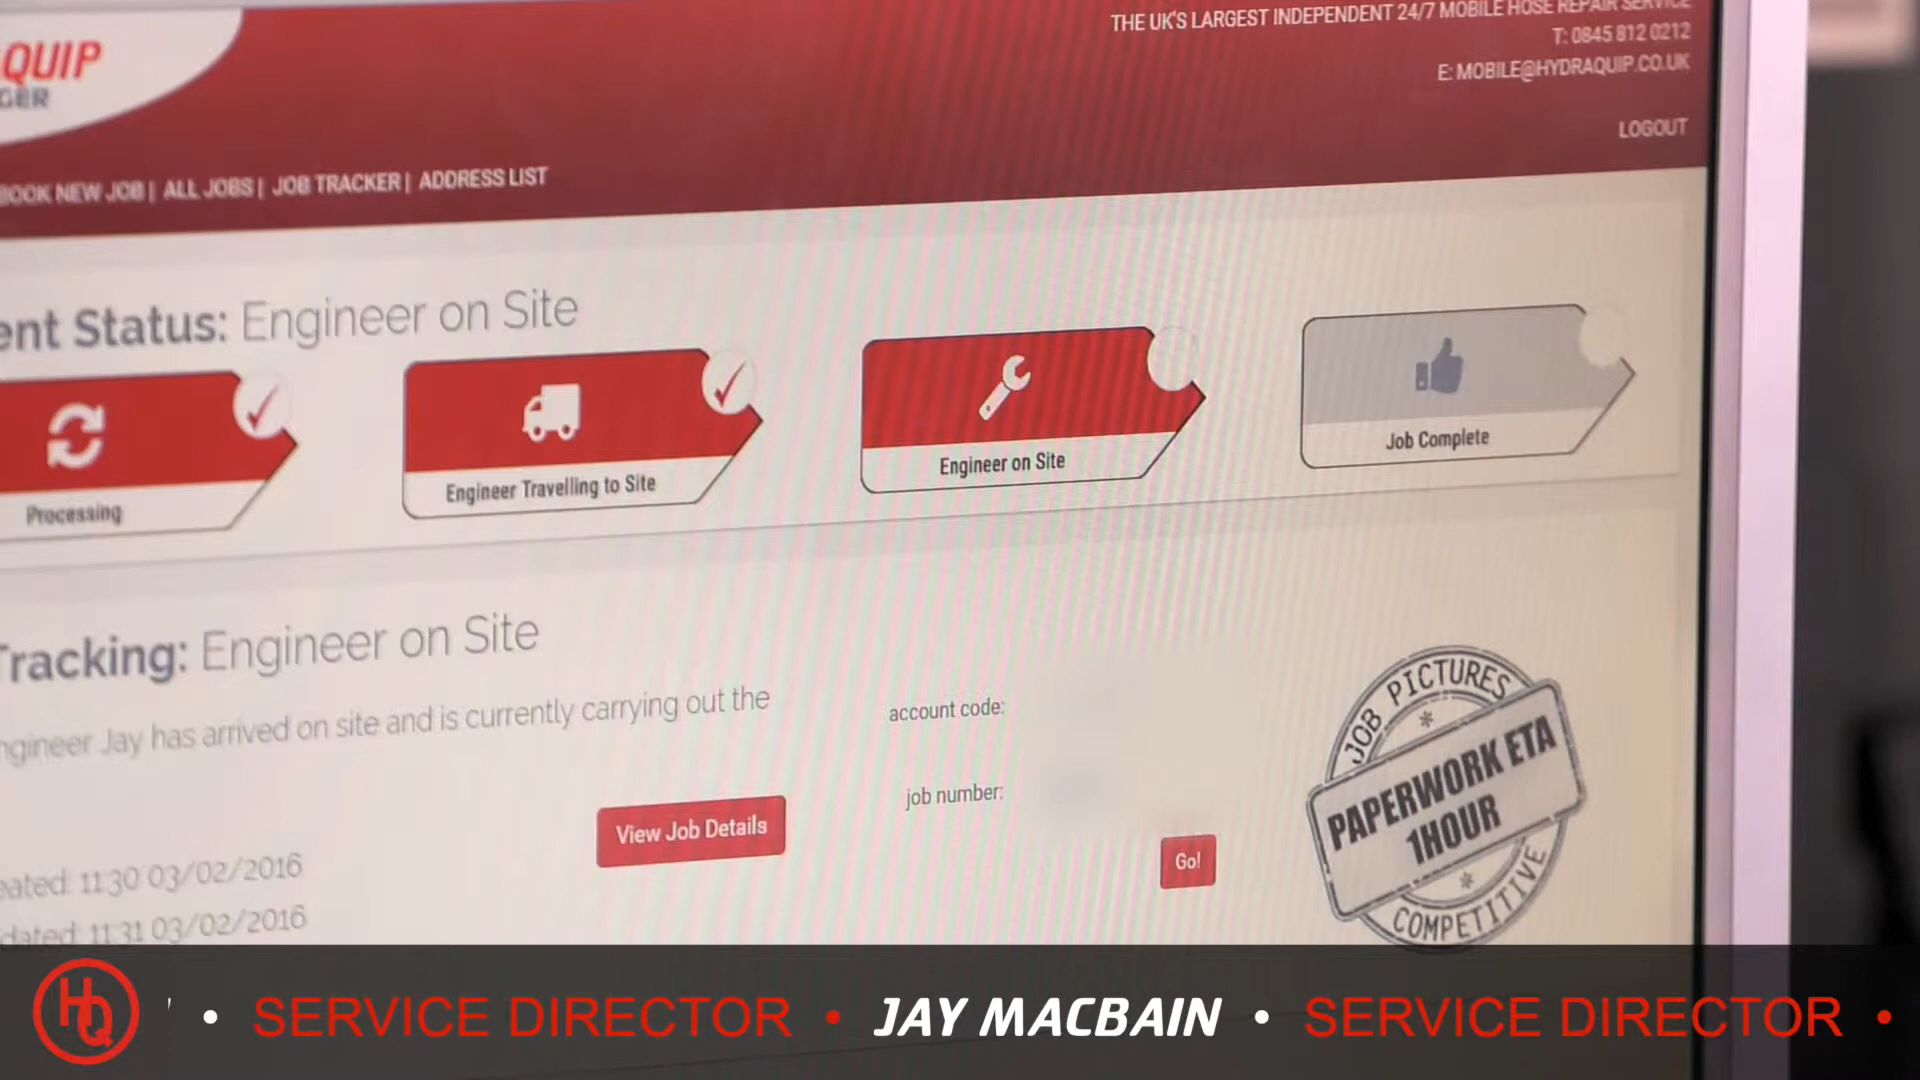 QUIP
GER
THE UK'S LARGEST INDEPENDENT 24/7 MOBILE HOSE REPAIR SERVICE
T: 0845 812 0212
E: MOBILE@HYDRAQUIP.CO.UK
LOGOUT
BOOK NEW JOB | ALL JOBS | JOB TRACKER | ADDRESS LIST
ent Status: Engineer on Site
Processing
Engineer Travelling to Site
Engineer on Site
Job Complete
Tracking: Engineer on Site
ngineer Jay has arrived on site and is currently carrying out the
account code:
job number:
View Job Details
Go!
eated: 11:30 03/02/2016
dated: 11:31 03/02/2016
JOB PICTURES
PAPERWORK ETA
1HOUR
COMPETITIVE
HQ
• SERVICE DIRECTOR • JAY MACBAIN • SERVICE DIRECTOR •